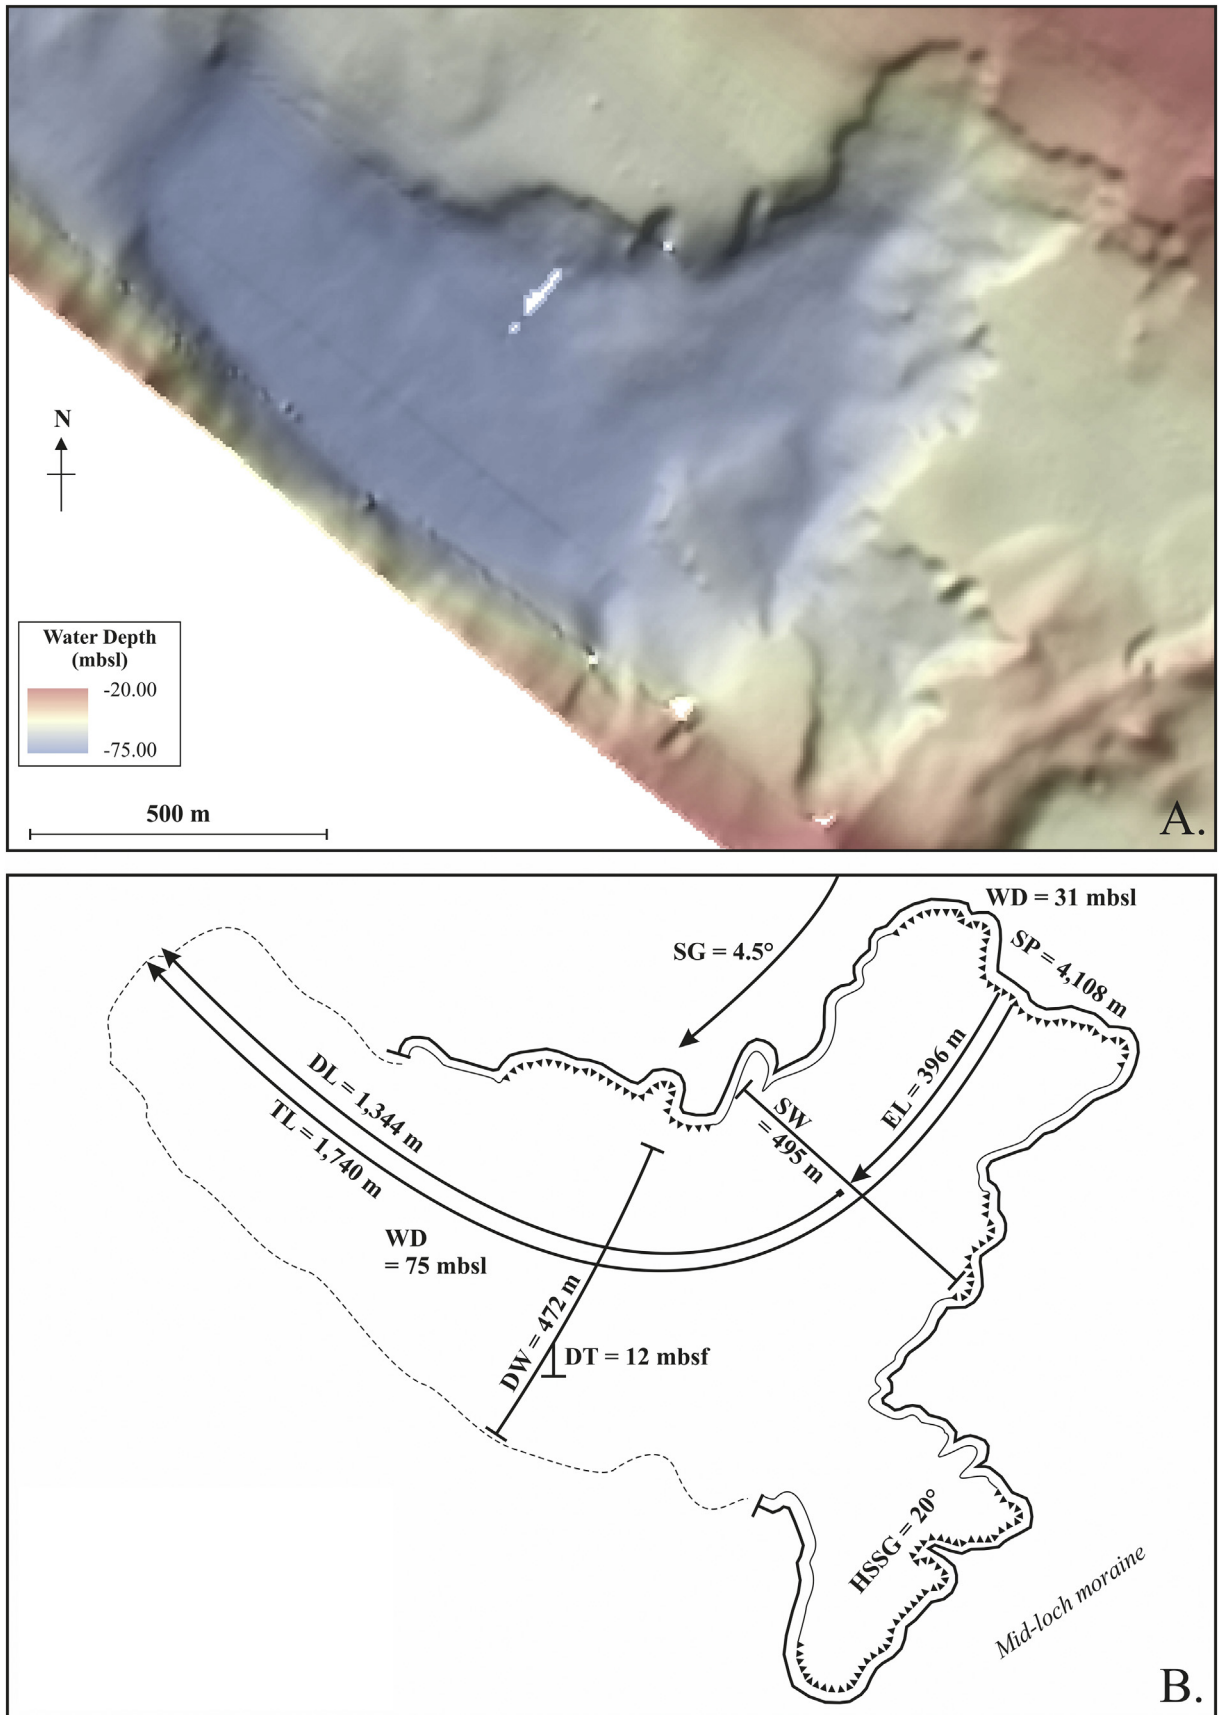 N
Water Depth
(mbsl)
-20.00
-75.00
500 m
A.
WD = 31 mbsl
SG = 4.5°
SP = 4,108 m
EL = 396 m
SW
= 495 m
DL = 1,344 m
TL = 1,740 m
WD
= 75 mbsl
DW = 472 m
DT = 12 mbsf
HSSG = 20°
Mid-loch moraine
B.